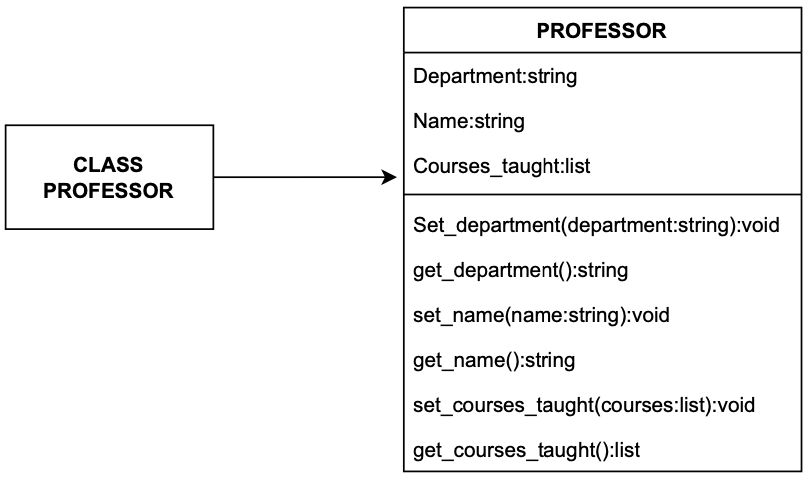 CLASS
PROFESSOR
PROFESSOR
Department:string
Name:string
Courses_taught:list
Set_department(department:string):void
get_department():string
set_name(name:string):void
get_name():string
set_courses_taught(courses:list):void
get_courses_taught():list